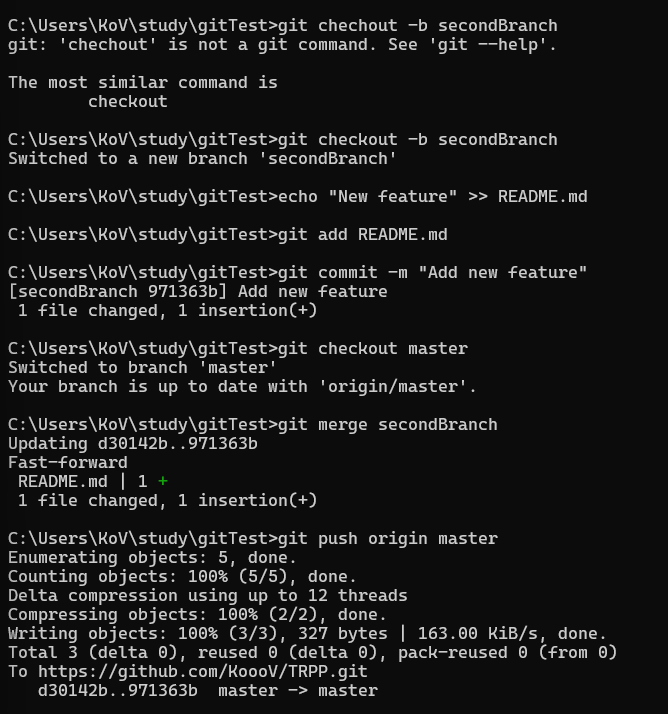 C:\Users\KoV\study\gitTest>git chechout -b secondBranch
git: 'chechout' is not a git command. See 'git --help'.
The most similar command is
checkout
C:\Users\KoV\study\gitTest>git checkout -b secondBranch
Switched to a new branch 'secondBranch'
C:\Users\KoV\study\gitTest>echo "New feature" >> README.md
C:\Users\KoV\study\gitTest>git add README.md
C:\Users\KoV\study\gitTest>git commit -m "Add new feature"
[secondBranch 971363b] Add new feature
1 file changed, 1 insertion(+)
C:\Users\KoV\study\gitTest>git checkout master
Switched to branch 'master'
Your branch is up to date with 'origin/master'.
C:\Users\KoV\study\gitTest>git merge secondBranch
Updating d30142b..971363b
Fast-forward
README.md | 1 +
1 file changed, 1 insertion(+)
C:\Users\KoV\study\gitTest>git push origin master
Enumerating objects: 5, done.
Counting objects: 100% (5/5), done.
Delta compression using up to 12 threads
Compressing objects: 100% (2/2), done.
Writing objects: 100% (3/3), 327 bytes | 163.00 KiB/s, done.
Total 3 (delta 0), reused 0 (delta 0), pack-reused 0 (from 0)
To https://github.com/KoooV/TRPP.git
d30142b..971363b  master -> master